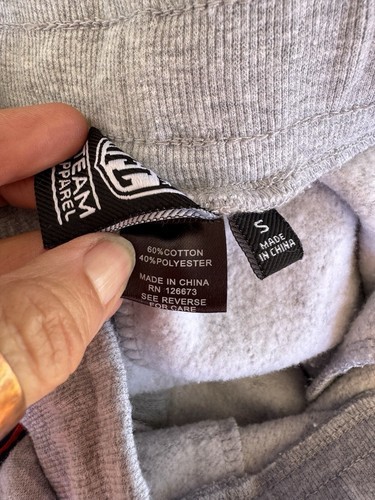 TEAM
APPAREL
60%COTTON
40%POLYESTER
MADE IN CHINA
RN 126673
SEE REVERSE
FOR CARE
S
MADE
IN CHINA